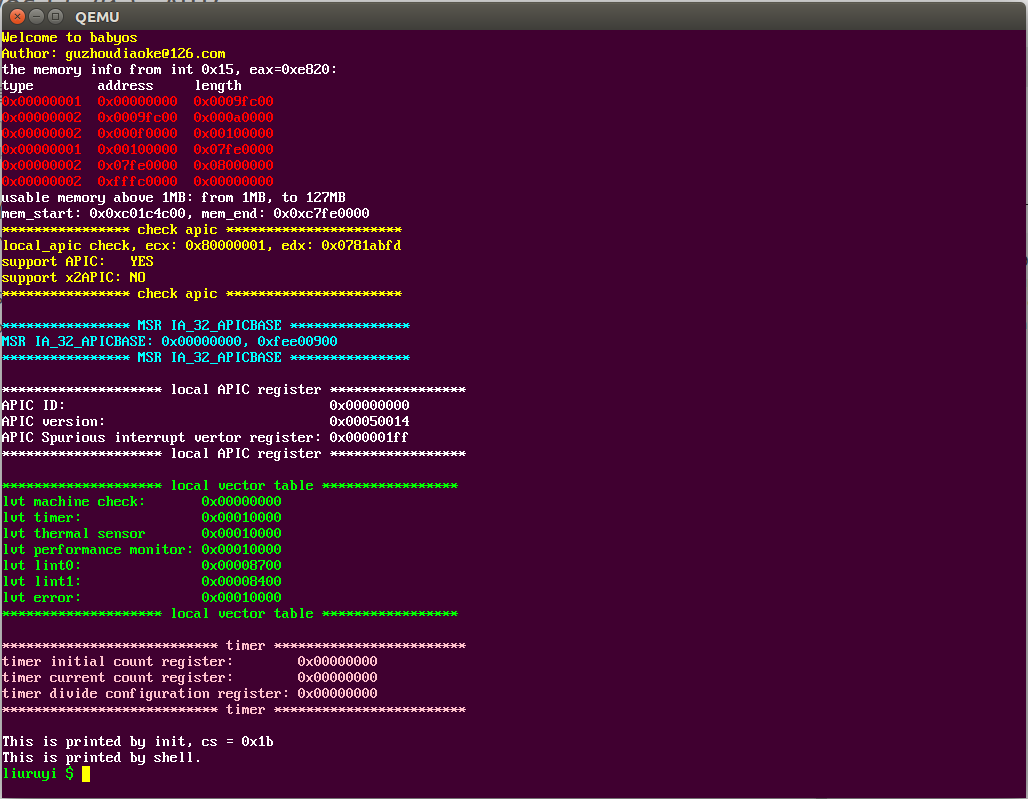 QEMU
Welcome to babyos
Author: guzhoudiaoke@126.com
the memory info from int 0x15, eax=0xe820:
type        address     length
0x00000001  0x00000000  0x0009fc00
0x00000002  0x0009fc00  0x000a0000
0x00000002  0x000f0000  0x00100000
0x00000001  0x00100000  0x07fe0000
0x00000002  0x07fe0000  0x08000000
0x00000002  0xfffc0000  0x00000000
usable memory above 1MB: from 1MB, to 127MB
mem_start: 0x0xc01c4c00, mem_end: 0x0xc7fe0000
**************** check apic **********************
local_apic check, ecx: 0x80000001, edx: 0x0781abfd
support APIC:   YES
support x2APIC: NO
**************** check apic **********************
**************** MSR IA_32_APICBASE ***************
MSR IA_32_APICBASE: 0x00000000, 0xfee00900
**************** MSR IA_32_APICBASE ***************
******************** local APIC register *****************
APIC ID:                                 0x00000000
APIC version:                            0x00050014
APIC Spurious interrupt vertor register: 0x000001ff
******************** local APIC register *****************
******************** local vector table *****************
lvt machine check:       0x00000000
lvt timer:               0x00010000
lvt thermal sensor       0x00010000
lvt performance monitor: 0x00010000
lvt lint0:               0x00008700
lvt lint1:               0x00008400
lvt error:               0x00010000
******************** local vector table *****************
*************************** timer ************************
timer initial count register:        0x00000000
timer current count register:        0x00000000
timer divide configuration register: 0x00000000
*************************** timer ************************
This is printed by init, cs = 0x1b
This is printed by shell.
liuruyi $